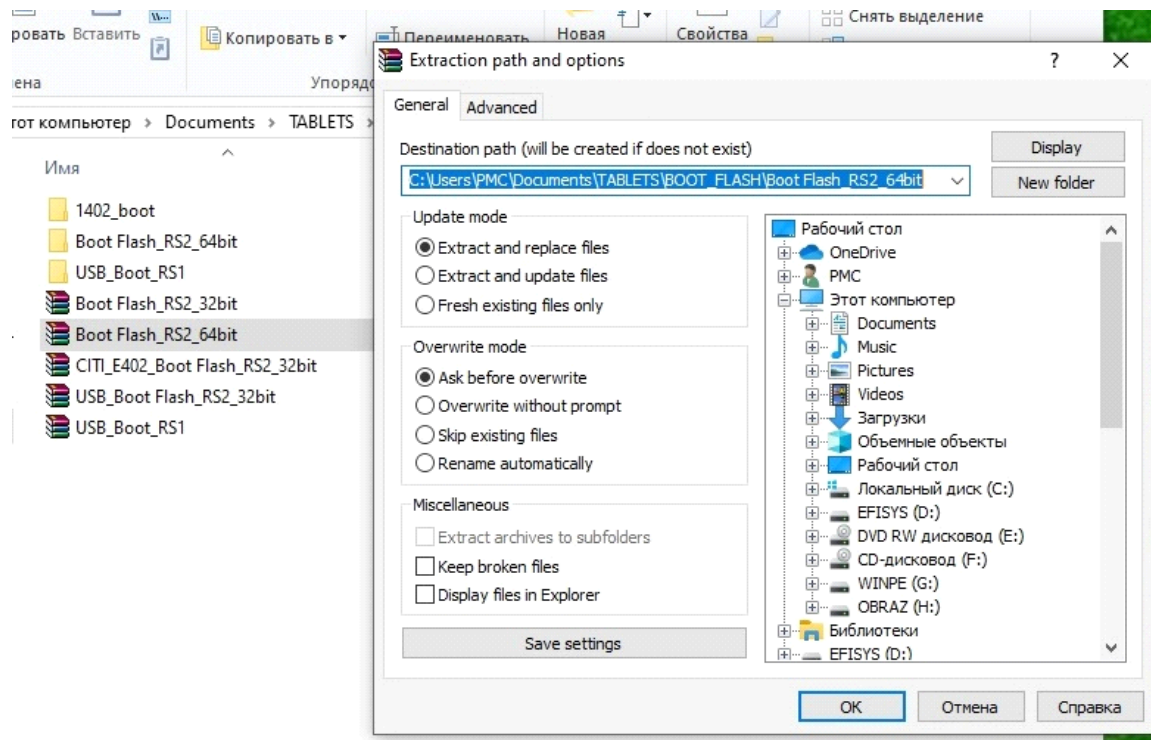 W...
ровать Вставить
Копировать в
Переименовать
Новая
Свойства
Снять выделение
ена
Упоряд
Extraction path and options
?
General
Advanced
тот компьютер > Documents > TABLETS >
Имя
1402_boot
Boot Flash_RS2_64bit
USB_Boot_RS1
Boot Flash_RS2_32bit
Boot Flash_RS2_64bit
CITI_E402_Boot Flash_RS2_32bit
USB_Boot Flash_RS2_32bit
USB_Boot_RS1
Destination path (will be created if does not exist)
C:\Users\PMC\Documents\TABLETS\BOOT_FLASH\Boot Flash_RS2_64bit
Display
New folder
Update mode
Extract and replace files
Extract and update files
Fresh existing files only
Overwrite mode
Ask before overwrite
Overwrite without prompt
Skip existing files
Rename automatically
Miscellaneous
Extract archives to subfolders
Keep broken files
Display files in Explorer
Save settings
Рабочий стол
OneDrive
PMC
Этот компьютер
Documents
Music
Pictures
Videos
Загрузки
Объемные объекты
Рабочий стол
Локальный диск (C:)
EFISYS (D:)
DVD RW дисковод (E:)
CD-дисковод (F:)
WINPE (G:)
OBRAZ (H:)
Библиотеки
EFISYS (D:)
OK
Отмена
Справка